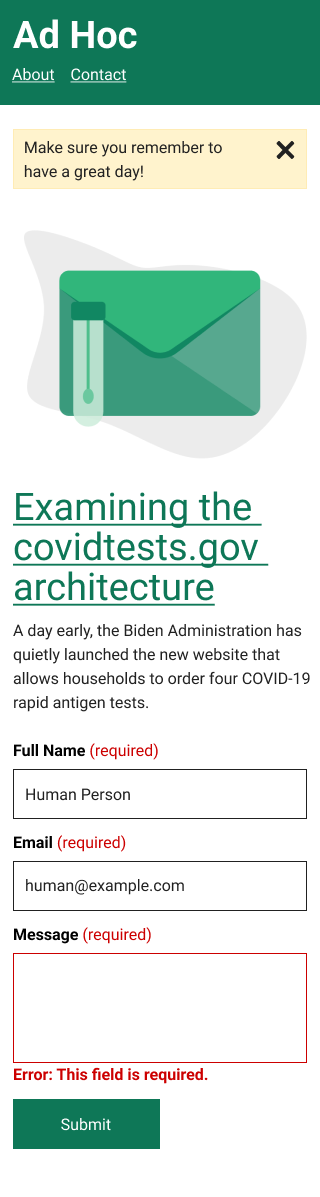 Ad Hoc
About Contact
Make sure you remember to
have a great day!
Examining the
covidtests.gov
architecture
A day early, the Biden Administration has
quietly launched the new website that
allows households to order four COVID-19
rapid antigen tests.
Full Name (required)
Human Person
Email (required)
human@example.com
Message (required)
Error: This field is required.
Submit